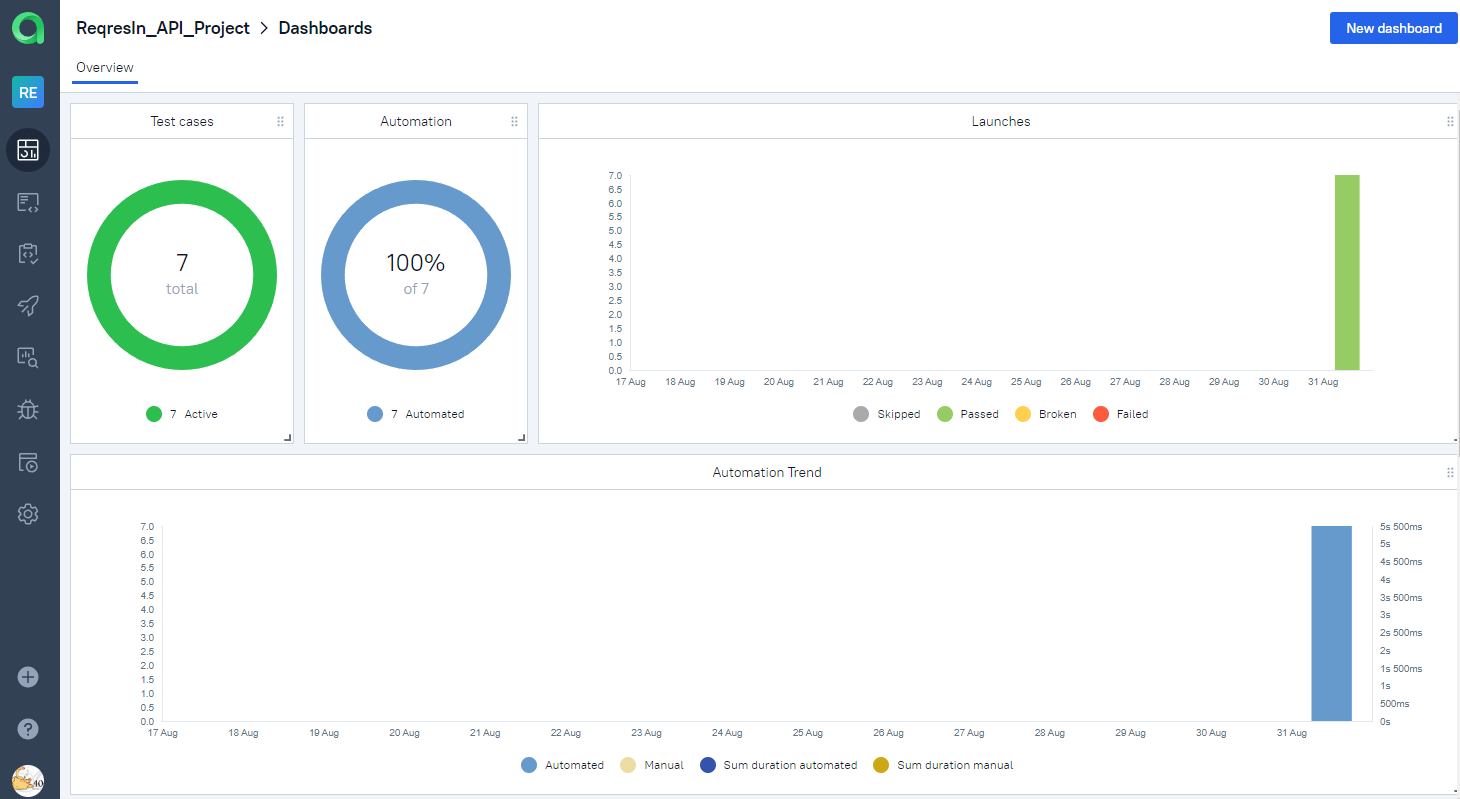 ReqresIn_API_Project > Dashboards
New dashboard
Overview
RE
Test cases
7
total
7 Active
Automation
100%
of 7
7 Automated
Launches
7.0
6.5
6.0
5.5
5.0
4.5
4.0
3.5
3.0
2.5
2.0
1.5
1.0
0.5
0.0
17 Aug 18 Aug 19 Aug 20 Aug 21 Aug 22 Aug 23 Aug 24 Aug 25 Aug 26 Aug 27 Aug 28 Aug 29 Aug 30 Aug 31 Aug
Skipped Passed Broken Failed
Automation Trend
7.0
6.5
6.0
5.5
5.0
4.5
4.0
3.5
3.0
2.5
2.0
1.5
1.0
0.5
0.0
5s 500ms
5s
4s 500ms
4s
3s 500ms
3s
2s 500ms
2s
1s 500ms
1s
500ms
0s
17 Aug 18 Aug 19 Aug 20 Aug 21 Aug 22 Aug 23 Aug 24 Aug 25 Aug 26 Aug 27 Aug 28 Aug 29 Aug 30 Aug 31 Aug
Automated Manual Sum duration automated Sum duration manual
?